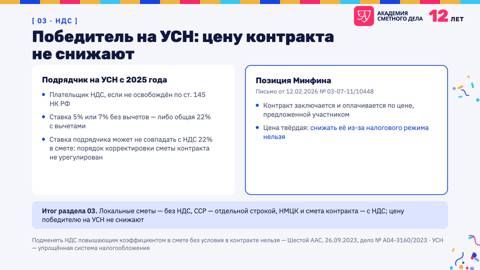 [ 03 · НДС ]
АКАДЕМИЯ
СМЕТНОГО ДЕЛА
12 ЛЕТ
Победитель на УСН: цену контракта
не снижают
Подрядчик на УСН с 2025 года
Плательщик НДС, если не освобождён по ст. 145
НК РФ
Ставка 5% или 7% без вычетов — либо общая 22%
с вычетами
Ставка подрядчика может не совпадать с НДС 22%
в смете: порядок корректировки сметы контракта
не урегулирован
Позиция Минфина
Письмо от 12.02.2026 № 03-07-11/10448
Контракт заключается и оплачивается по цене,
предложенной участником
Цена твёрдая: снижать её из-за налогового режима
нельзя
Итог раздела 03. Локальные сметы — без НДС, ССР — отдельной строкой, НМЦК и смета контракта — с НДС; цену
победителю на УСН не снижают
Подменять НДС повышающим коэффициентом в смете без условия в контракте нельзя — Шестой ААС, 26.09.2023, дело № А04-3160/2023 · УСН
— упрощённая система налогообложения